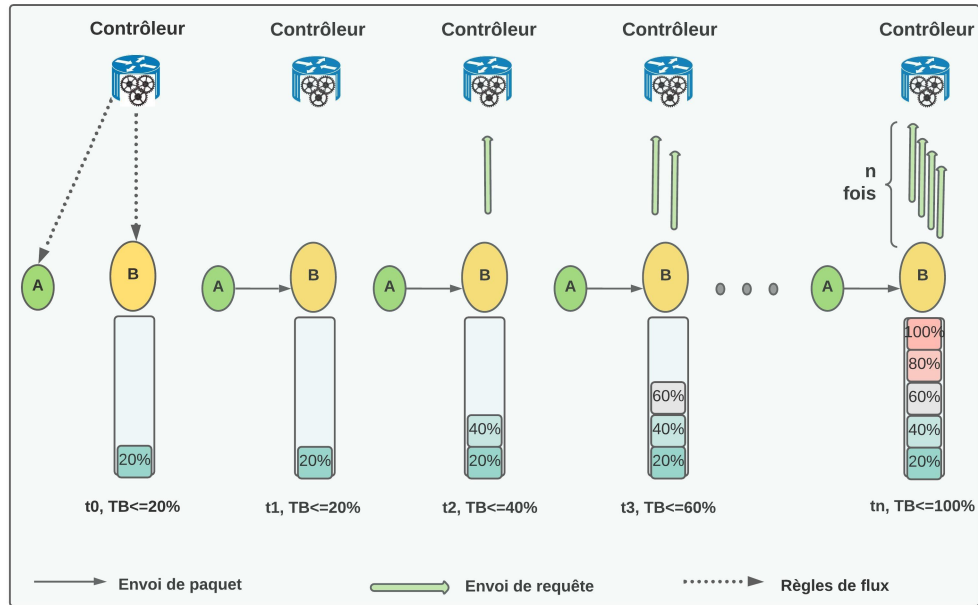 Contrôleur Contrôleur Contrôleur Contrôleur Contrôleur
n
fois
A B A B A B A B A B
100%
80%
60% 60%
40% 40% 40%
20% 20% 20% 20% 20%
t0, TB<=20% t1, TB<=20% t2, TB<=40% t3, TB<=60% tn, TB<=100%
Envoi de paquet Envoi de requête Règles de flux